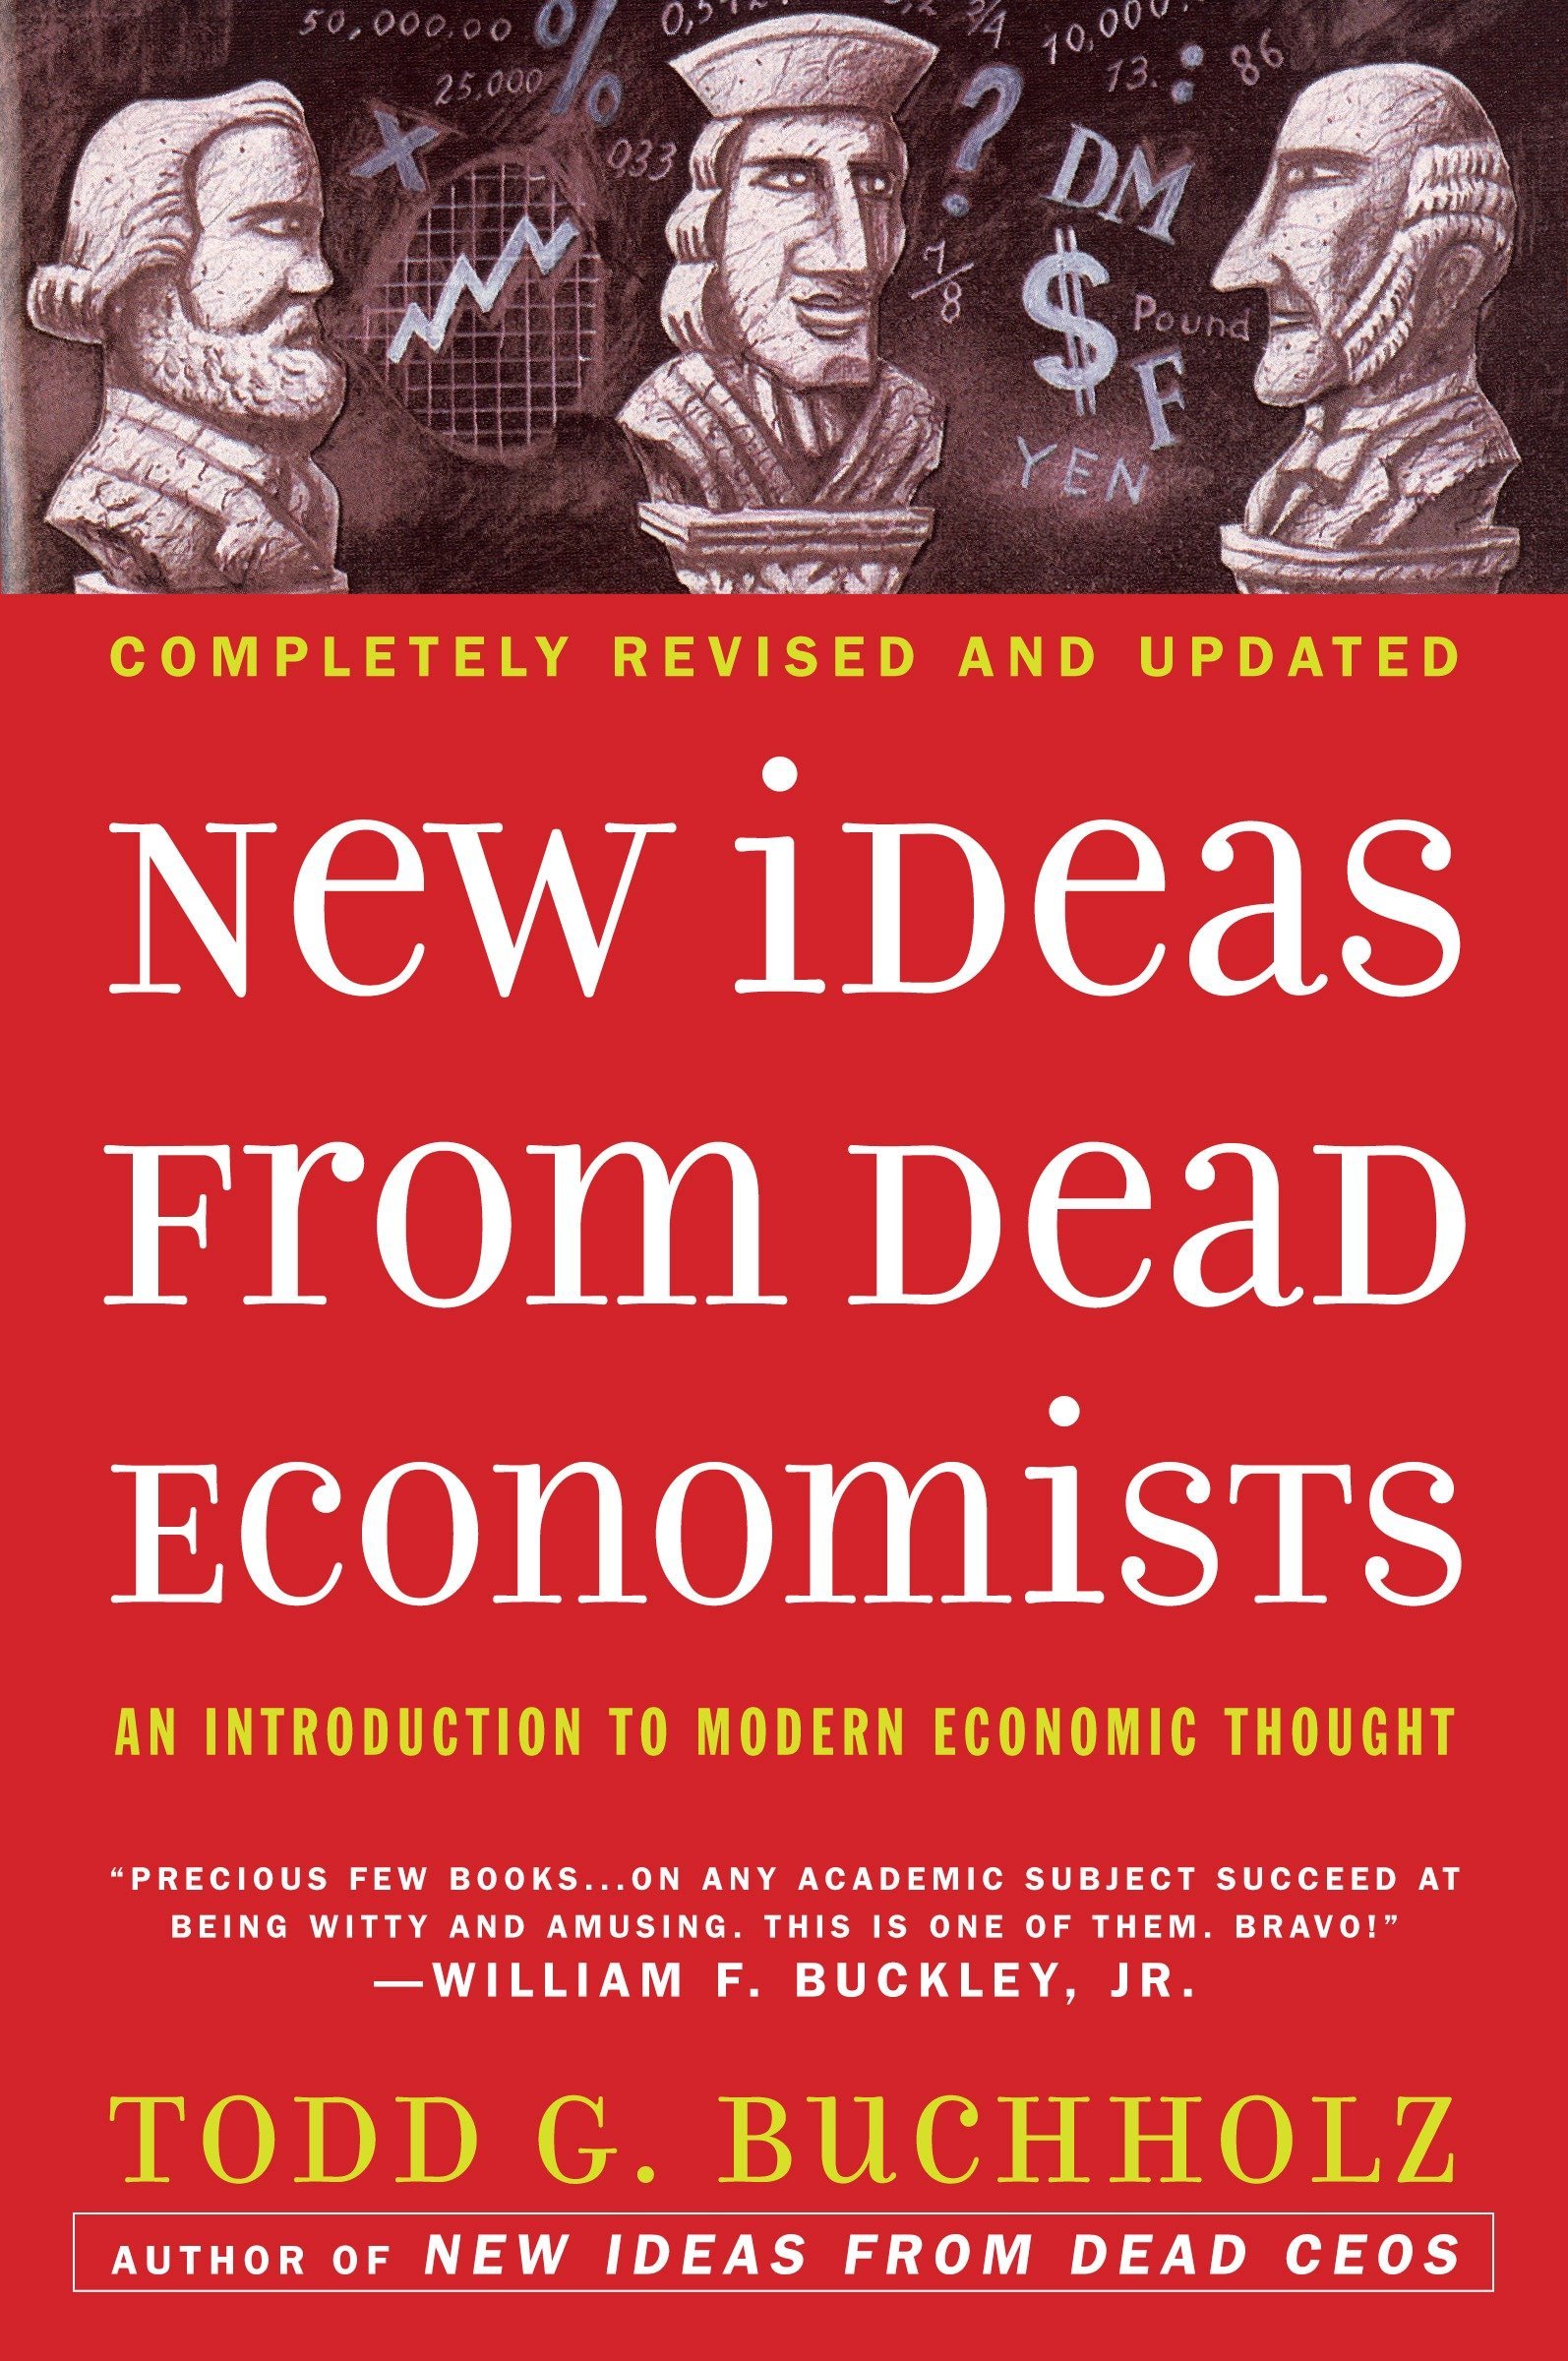 50,000.00 %
25,000
x
033
?
3/4
10,000.
13. : 86
DM
7/8
$ Pound
F
YEN
COMPLETELY REVISED AND UPDATED
New iDeas
From DeaD
EconomisTs
AN INTRODUCTION TO MODERN ECONOMIC THOUGHT
“PRECIOUS FEW BOOKS...ON ANY ACADEMIC SUBJECT SUCCEED AT
BEING WITTY AND AMUSING. THIS IS ONE OF THEM. BRAVO!”
—WILLIAM F. BUCKLEY, JR.
TODD G. BuCHHOLZ
AUTHOR OF NEW IDEAS FROM DEAD CEOS